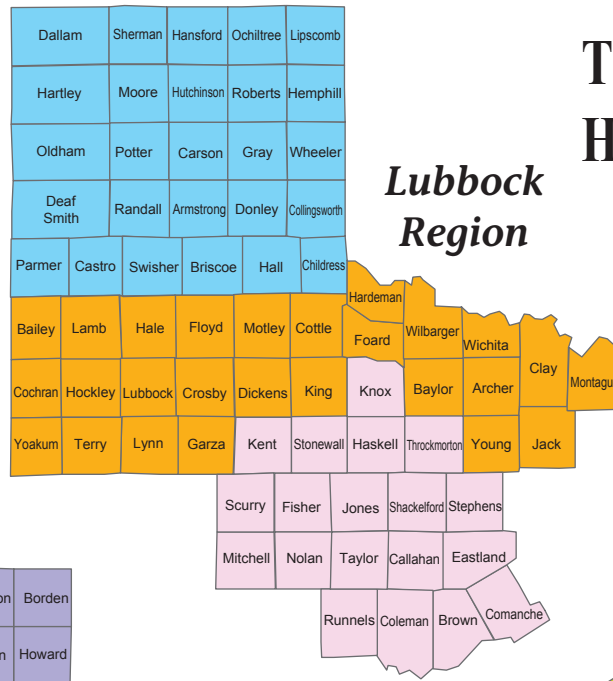 Dallam Sherman Hansford Ochiltree Lipscomb
T
Hartley Moore Hutchinson Roberts Hemphill
H
Oldham Potter Carson Gray Wheeler
Lubbock
Region
Deaf
Smith Randall Armstrong Donley Collingsworth
Parmer Castro Swisher Briscoe Hall Childress
Hardeman
Bailey Lamb Hale Floyd Motley Cottle
Foard Wilbarger Wichita
Clay
Montagu
Cochran Hockley Lubbock Crosby Dickens King Knox Baylor Archer
Yoakum Terry Lynn Garza Kent Stonewall Haskell Throckmorton Young Jack
Scurry Fisher Jones Shackelford Stephens
Mitchell Nolan Taylor Callahan Eastland
on Borden
Runnels Coleman Brown Comanche
n Howard